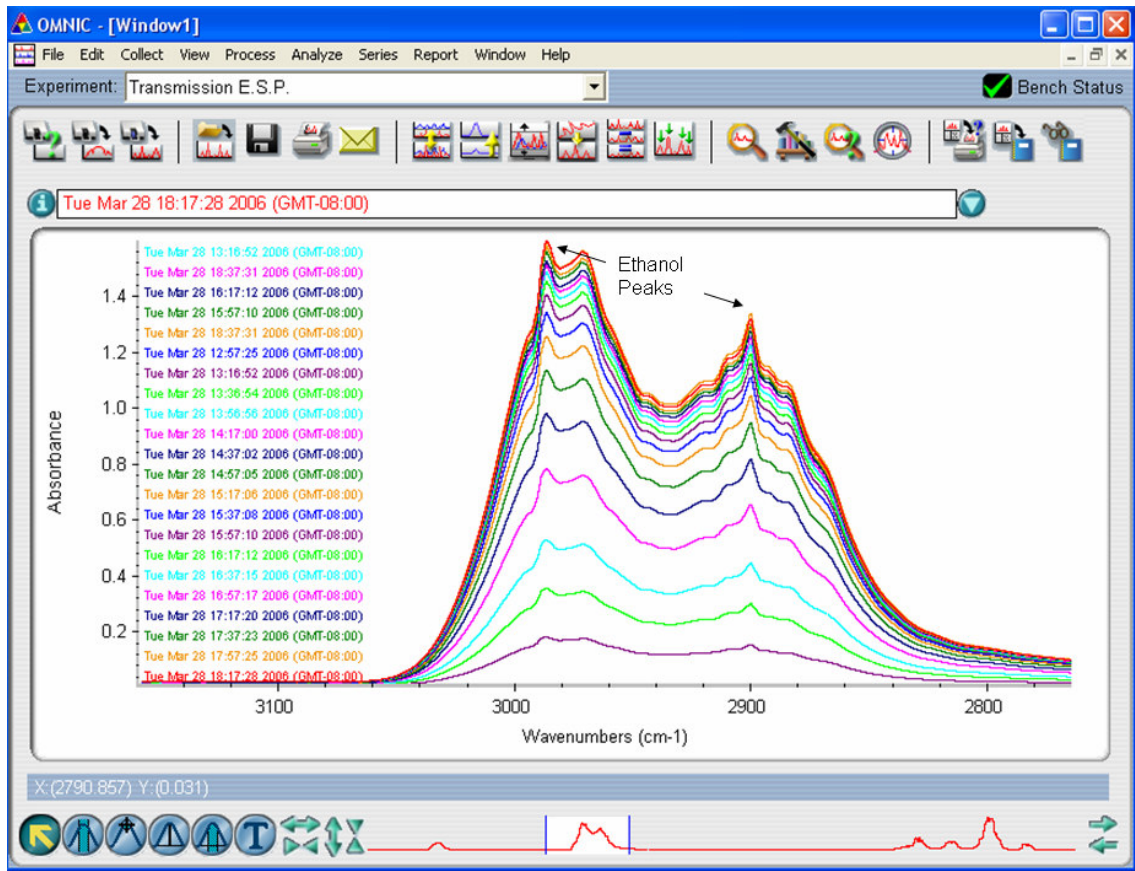 OMNIC - [Window1]
File Edit Collect View Process Analyze Series Report Window Help
Experiment: Transmission E.S.P. Bench Status
Tue Mar 28 18:17:28 2006 (GMT-08:00)
Tue Mar 28 13:16:52 2006 (GMT-08:00)
Tue Mar 28 18:37:31 2006 (GMT-08:00)
Tue Mar 28 16:17:12 2006 (GMT-08:00)
Tue Mar 28 15:57:10 2006 (GMT-08:00)
Tue Mar 28 18:37:31 2006 (GMT-08:00)
Tue Mar 28 12:57:25 2006 (GMT-08:00)
Tue Mar 28 13:16:52 2006 (GMT-08:00)
Tue Mar 28 13:36:54 2006 (GMT-08:00)
Tue Mar 28 13:56:56 2006 (GMT-08:00)
Tue Mar 28 14:17:00 2006 (GMT-08:00)
Tue Mar 28 14:37:02 2006 (GMT-08:00)
Tue Mar 28 14:57:05 2006 (GMT-08:00)
Tue Mar 28 15:17:06 2006 (GMT-08:00)
Tue Mar 28 15:37:08 2006 (GMT-08:00)
Tue Mar 28 15:57:10 2006 (GMT-08:00)
Tue Mar 28 16:17:12 2006 (GMT-08:00)
Tue Mar 28 16:37:15 2006 (GMT-08:00)
Tue Mar 28 16:57:17 2006 (GMT-08:00)
Tue Mar 28 17:17:20 2006 (GMT-08:00)
Tue Mar 28 17:37:23 2006 (GMT-08:00)
Tue Mar 28 17:57:25 2006 (GMT-08:00)
Tue Mar 28 18:17:28 2006 (GMT-08:00)
Ethanol
Peaks
1.4
1.2
1.0
0.8
0.6
0.4
0.2
Absorbance
3100 3000 2900 2800
Wavenumbers (cm-1)
X:(2790.857) Y:(0.031)
T